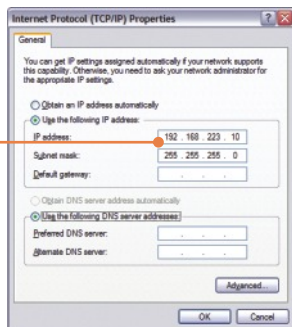 Internet Protocol (TCP/IP) Properties
General
You can get IP settings assigned automatically if your network supports
this capability. Otherwise, you need to ask your network administrator for
the appropriate IP settings.
Obtain an IP address automatically
Use the following IP address:
IP address: 192 . 168 . 223 . 10
Subnet mask: 255 . 255 . 255 . 0
Default gateway: . . .
Obtain DNS server address automatically
Use the following DNS server addresses:
Preferred DNS server: . . .
Alternate DNS server: . . .
Advanced...
OK Cancel